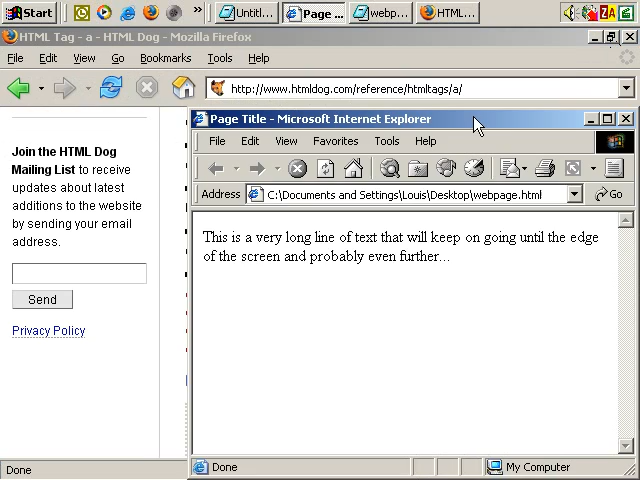 Start
»
Untitl...
Page ...
webp...
HTML...
ZA
HTML Tag - a - HTML Dog - Mozilla Firefox
File Edit View Go Bookmarks Tools Help
http://www.htmldog.com/reference/htmltags/a/
Join the HTML Dog
Mailing List to receive
updates about latest
additions to the website
by sending your email
address.
Send
Privacy Policy
Done
Page Title - Microsoft Internet Explorer
File Edit View Favorites Tools Help
»
Address C:\Documents and Settings\Louis\Desktop\webpage.html Go
This is a very long line of text that will keep on going until the edge
of the screen and probably even further...
Done My Computer